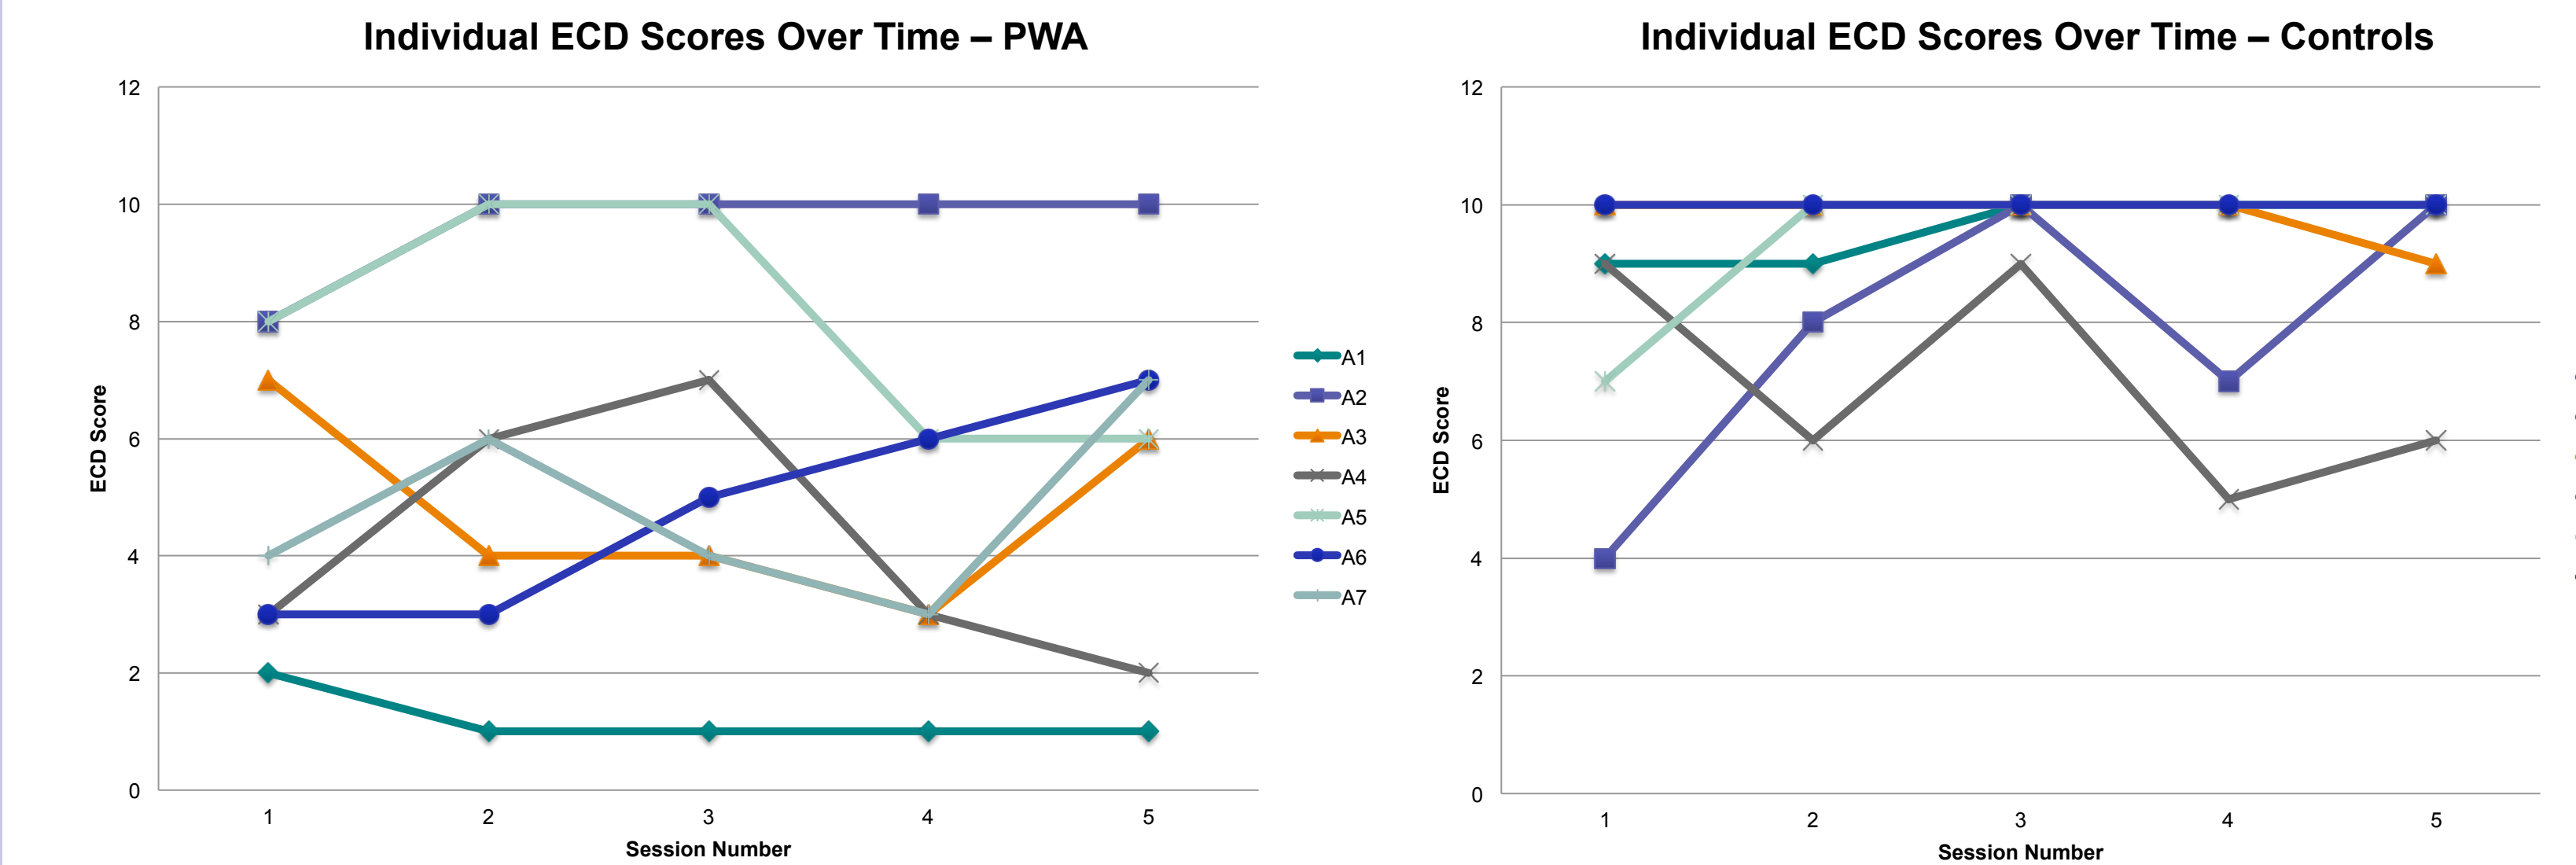 Individual ECD Scores Over Time – PWA
12
10
8
6
4
2
0
ECD Score
1 2 3 4 5
Session Number
A1
A2
A3
A4
A5
A6
A7
Individual ECD Scores Over Time – Controls
12
10
8
6
4
2
0
ECD Score
1 2 3 4 5
Session Number